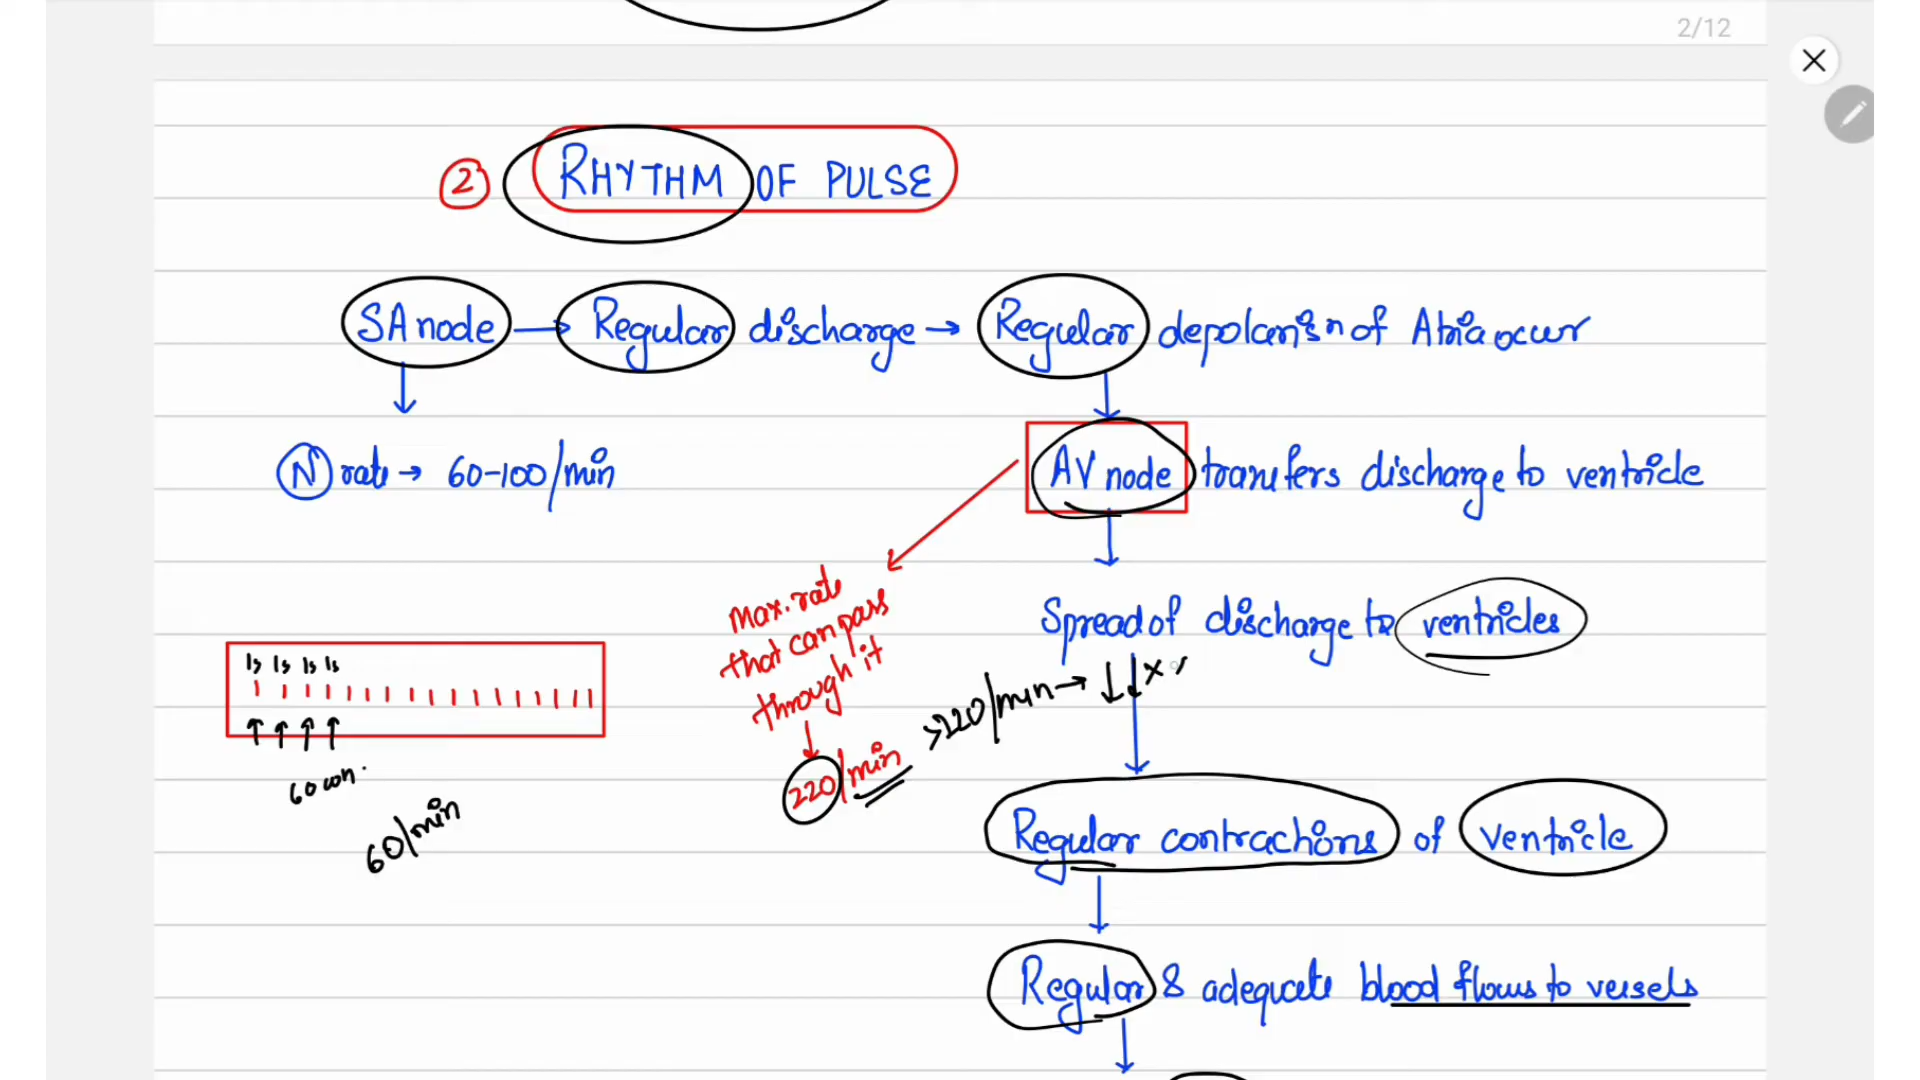 2/12
② RHYTHM OF PULSE
SA node → Regular discharge → Regular depolaris^n of Atria occur
N rate → 60-100/min
AV node transfers discharge to ventricle
Max. rate that can pass through it
220/min
>220/min → ↓ ↓ x
Spread of discharge to ventricles
1s 1s 1s 1s
60 con.
60/min
Regular contractions of ventricle
Regular & adequate blood flows to vessels